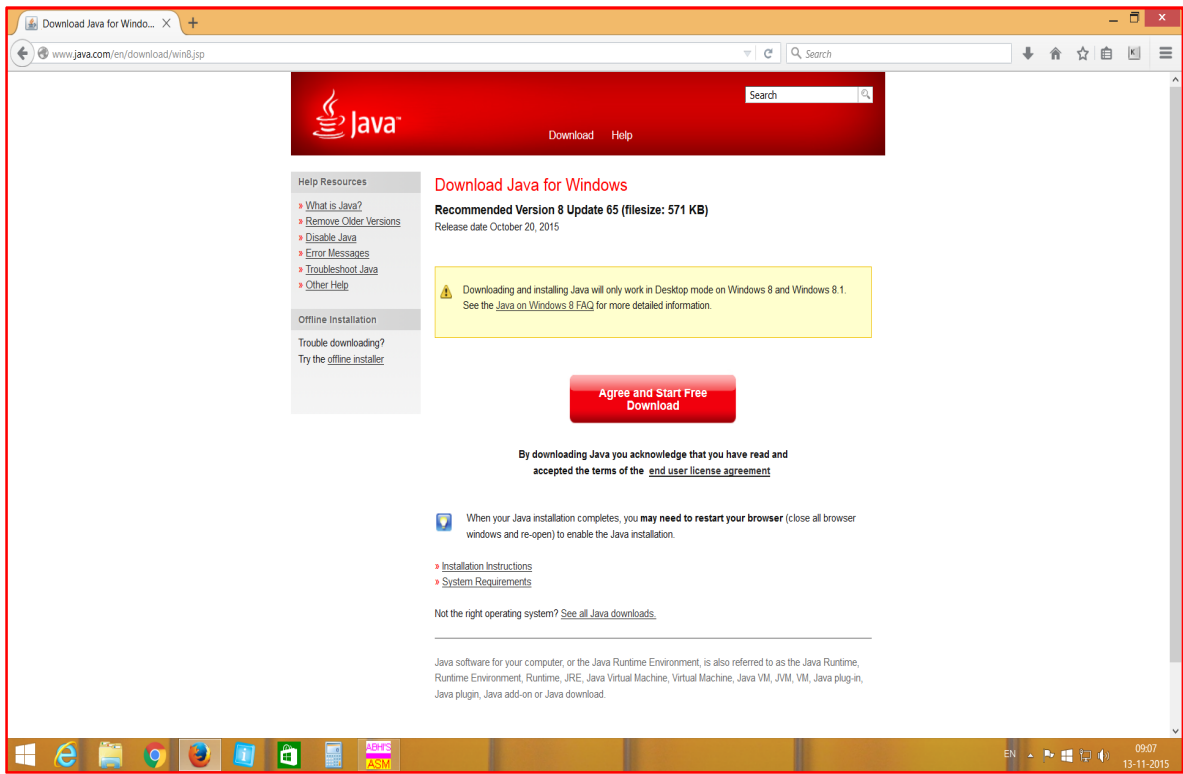 Download Java for Windo...
www.java.com/en/download/win8.jsp
Search
Java™
Search
Download Help
Help Resources
» What is Java?
» Remove Older Versions
» Disable Java
» Error Messages
» Troubleshoot Java
» Other Help
Offline Installation
Trouble downloading?
Try the offline installer
Download Java for Windows
Recommended Version 8 Update 65 (filesize: 571 KB)
Release date October 20, 2015
Downloading and installing Java will only work in Desktop mode on Windows 8 and Windows 8.1.
See the Java on Windows 8 FAQ for more detailed information.
Agree and Start Free
Download
By downloading Java you acknowledge that you have read and
accepted the terms of the end user license agreement
When your Java installation completes, you may need to restart your browser (close all browser
windows and re-open) to enable the Java installation.
» Installation Instructions
» System Requirements
Not the right operating system? See all Java downloads.
Java software for your computer, or the Java Runtime Environment, is also referred to as the Java Runtime,
Runtime Environment, Runtime, JRE, Java Virtual Machine, Virtual Machine, Java VM, JVM, VM, Java plug-in,
Java plugin, Java add-on or Java download.
ABHI'S
ASM
EN
09:07
13-11-2015